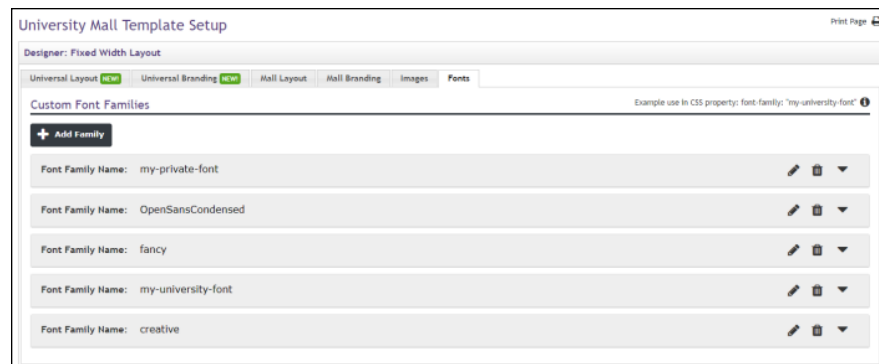 University Mall Template Setup
Print Page
Designer: Fixed Width Layout
Universal Layout NEW! Universal Branding NEW! Mall Layout Mall Branding Images Fonts
Custom Font Families
Example use in CSS property: font-family: "my-university-font"
Add Family
Font Family Name: my-private-font
Font Family Name: OpenSansCondensed
Font Family Name: fancy
Font Family Name: my-university-font
Font Family Name: creative